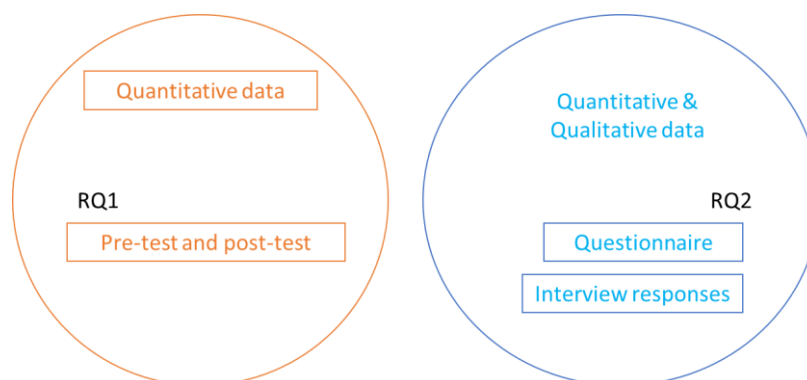 Quantitative data
RQ1
Pre-test and post-test
Quantitative &
Qualitative data
RQ2
Questionnaire
Interview responses